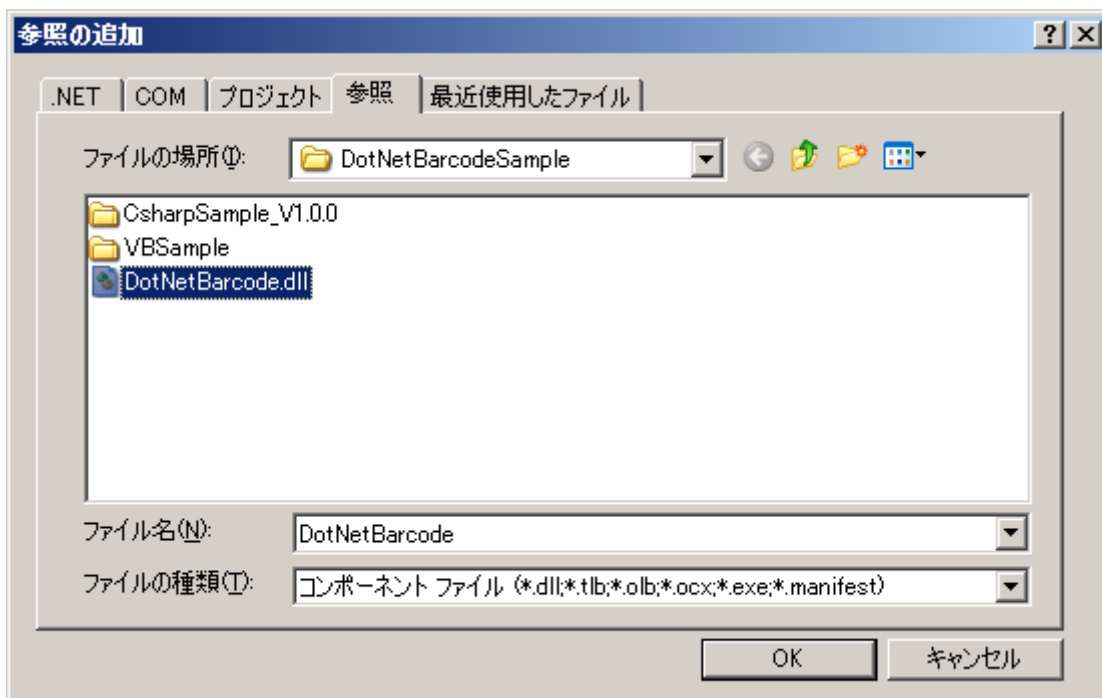 参照の追加
.NET COM プロジェクト 参照 最近使用したファイル
ファイルの場所(I): DotNetBarcodeSample
CsharpSample_V1.0.0
VBSample
DotNetBarcode.dll
ファイル名(N): DotNetBarcode
ファイルの種類(T): コンポーネント ファイル (*.dll;*.tlb;*.olb;*.ocx;*.exe;*.manifest)
OK キャンセル